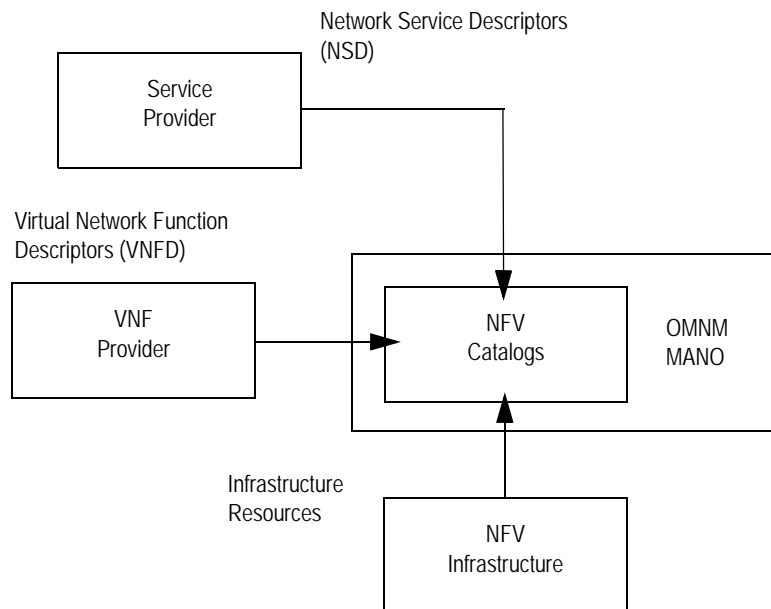 Network Service Descriptors
(NSD)
Service
Provider
Virtual Network Function
Descriptors (VNFD)
VNF
Provider
NFV
Catalogs
OMNM
MANO
Infrastructure
Resources
NFV
Infrastructure